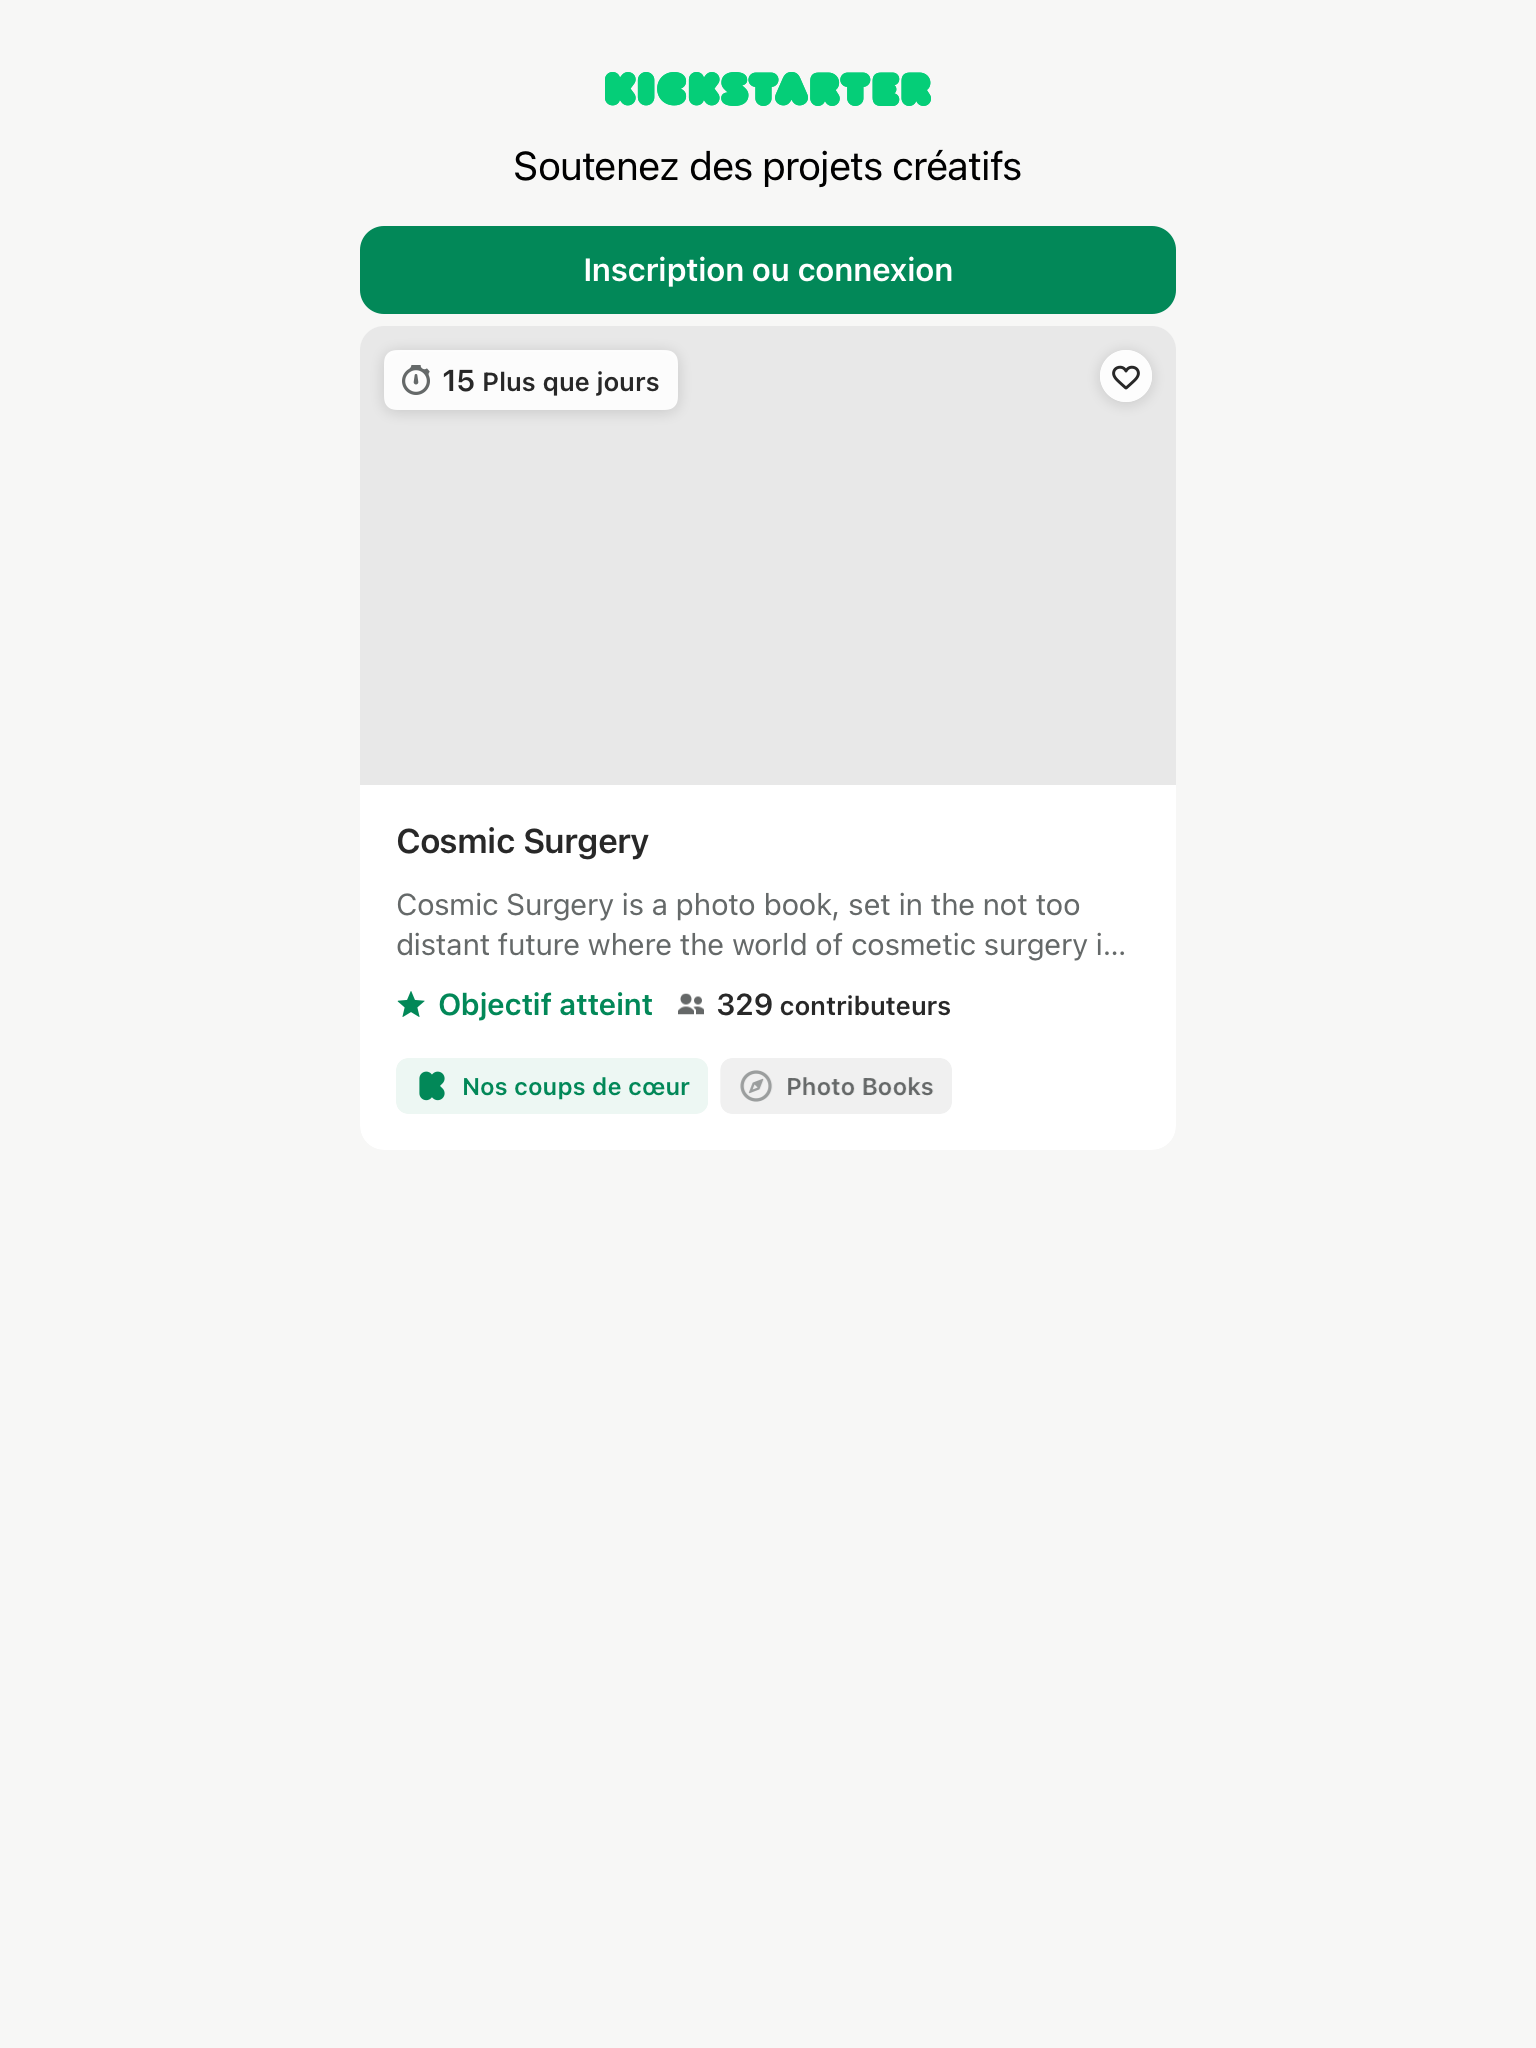 KICKSTARTER
Soutenez des projets créatifs
Inscription ou connexion
15 Plus que jours
Cosmic Surgery
Cosmic Surgery is a photo book, set in the not too
distant future where the world of cosmetic surgery i...
Objectif atteint 329 contributeurs
Nos coups de cœur Photo Books